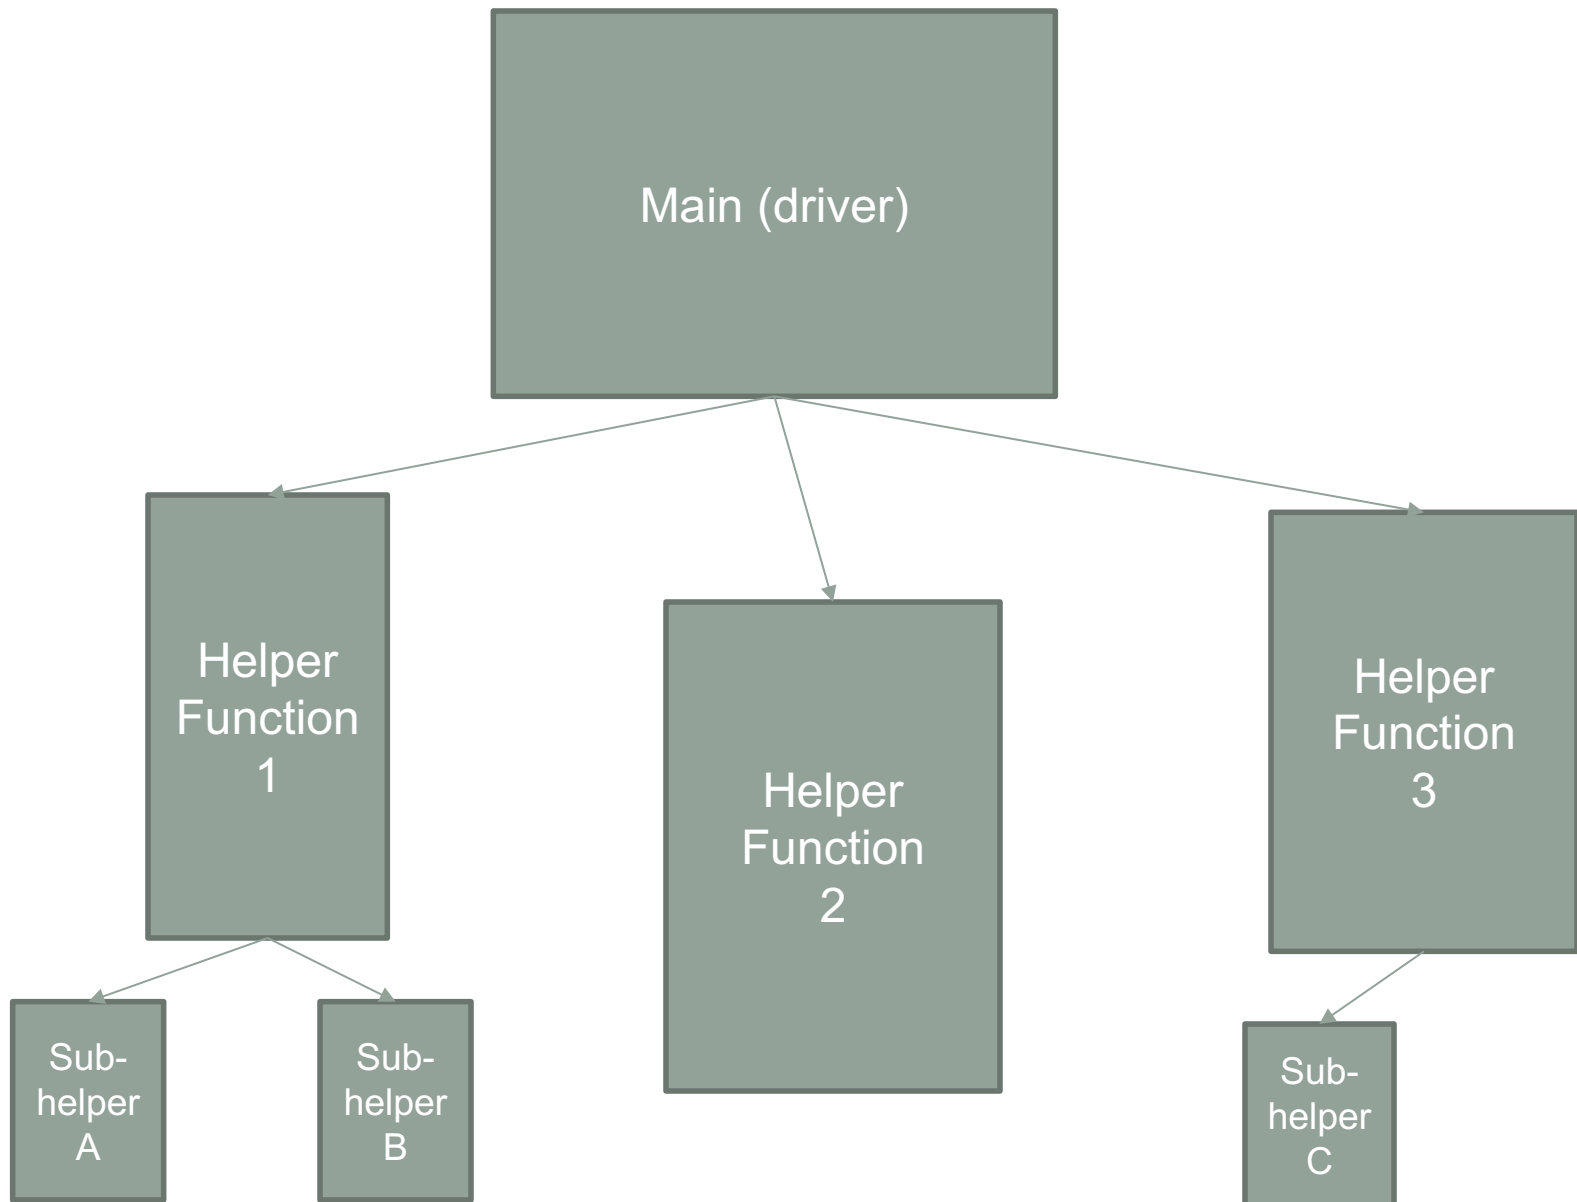 Main (driver)
Helper
Function
1
Helper
Function
2
Helper
Function
3
Sub-
helper
A
Sub-
helper
B
Sub-
helper
C